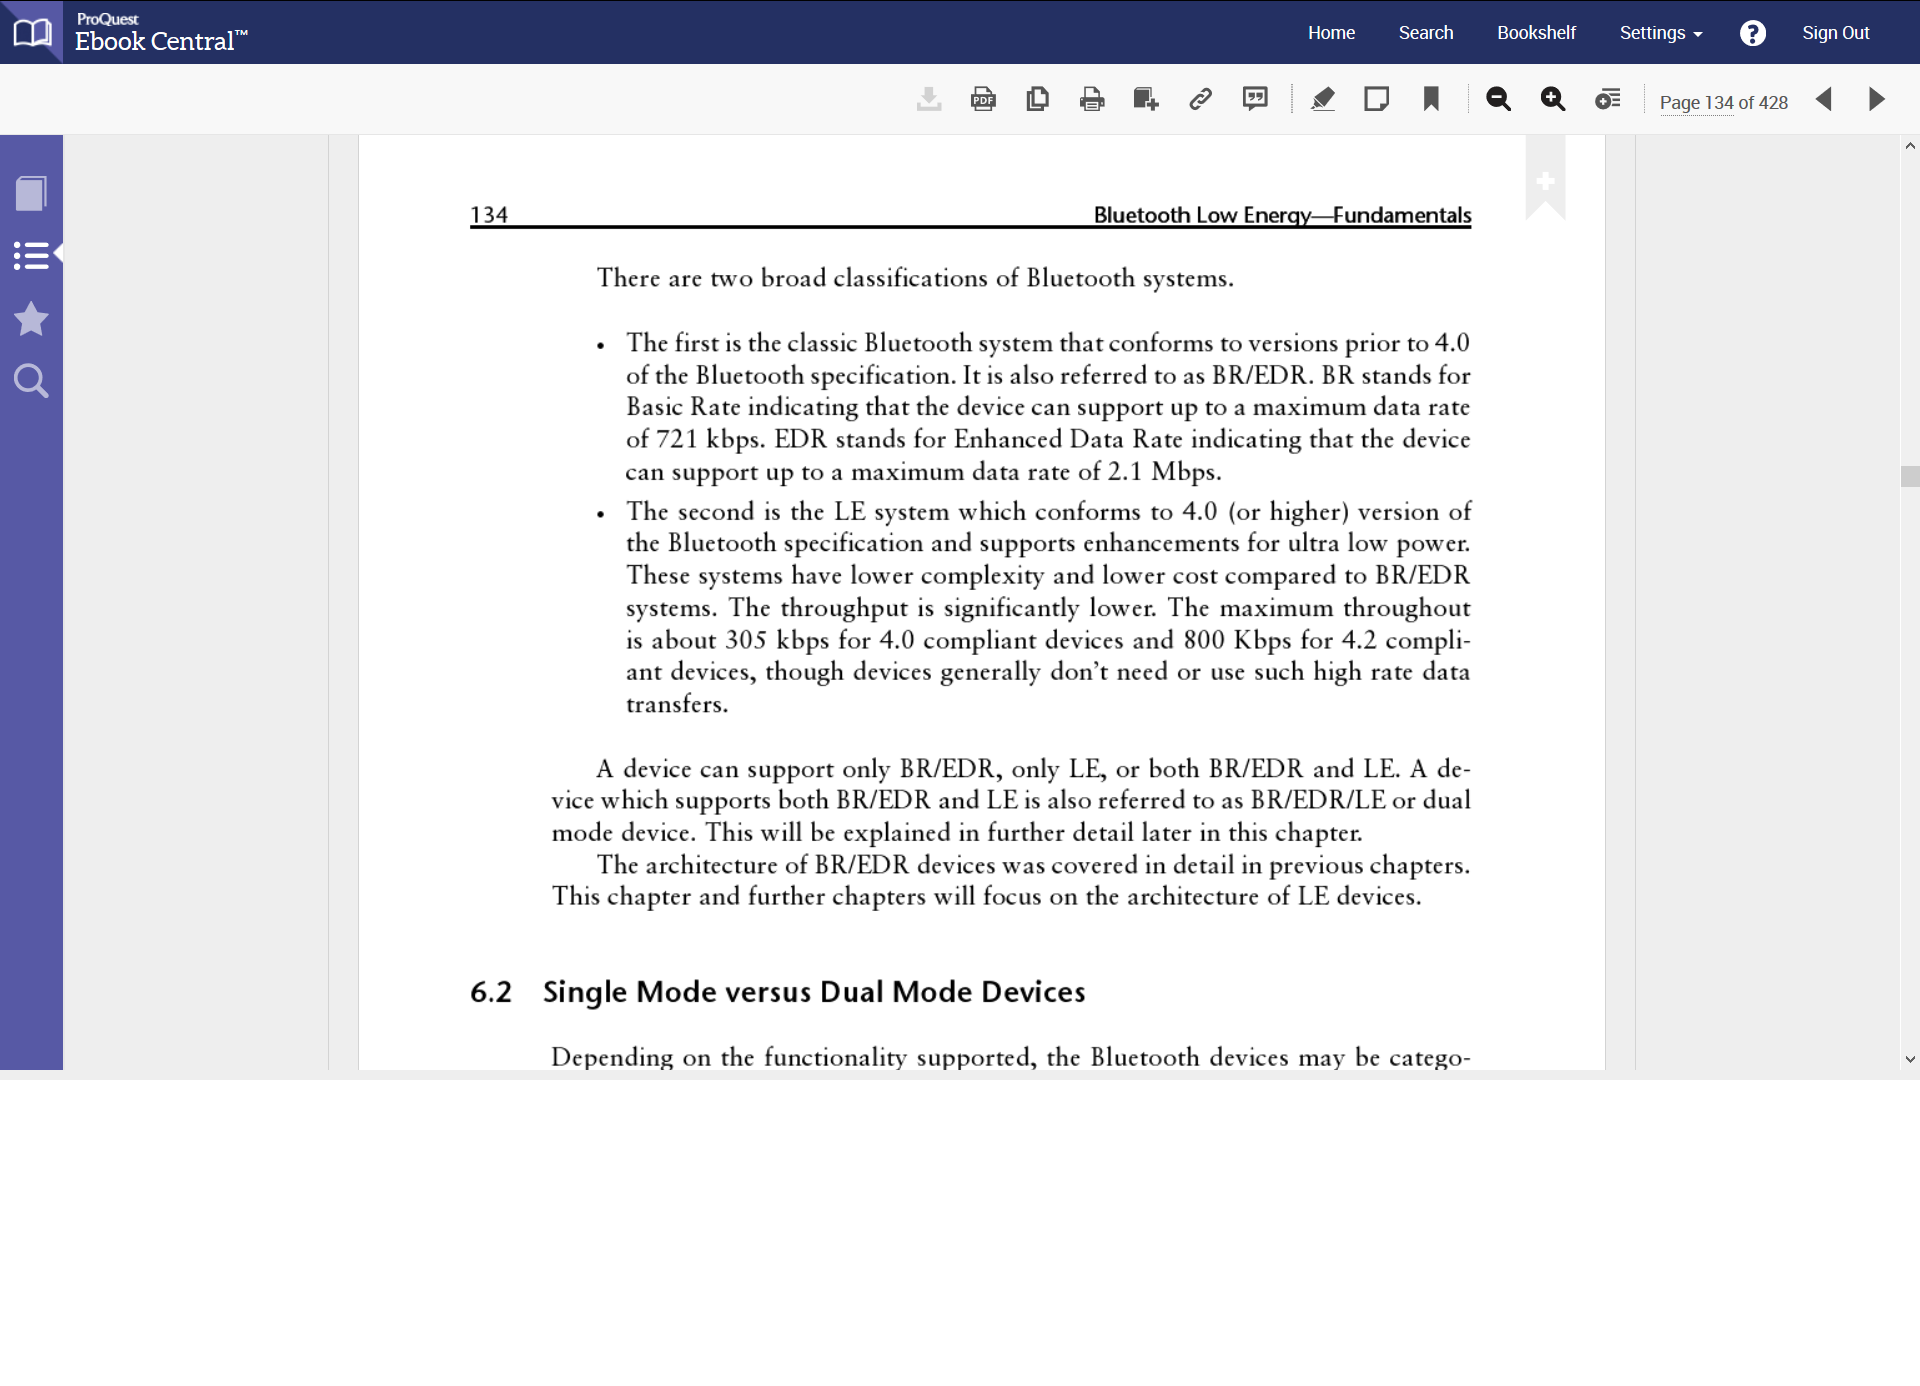 ProQuest
Ebook Central™
Home Search Bookshelf Settings ? Sign Out
PDF
Page 134 of 428
134 Bluetooth Low Energy—Fundamentals
There are two broad classifications of Bluetooth systems.
• The first is the classic Bluetooth system that conforms to versions prior to 4.0
of the Bluetooth specification. It is also referred to as BR/EDR. BR stands for
Basic Rate indicating that the device can support up to a maximum data rate
of 721 kbps. EDR stands for Enhanced Data Rate indicating that the device
can support up to a maximum data rate of 2.1 Mbps.
• The second is the LE system which conforms to 4.0 (or higher) version of
the Bluetooth specification and supports enhancements for ultra low power.
These systems have lower complexity and lower cost compared to BR/EDR
systems. The throughput is significantly lower. The maximum throughout
is about 305 kbps for 4.0 compliant devices and 800 Kbps for 4.2 compli-
ant devices, though devices generally don't need or use such high rate data
transfers.
A device can support only BR/EDR, only LE, or both BR/EDR and LE. A de-
vice which supports both BR/EDR and LE is also referred to as BR/EDR/LE or dual
mode device. This will be explained in further detail later in this chapter.
The architecture of BR/EDR devices was covered in detail in previous chapters.
This chapter and further chapters will focus on the architecture of LE devices.
6.2 Single Mode versus Dual Mode Devices
Depending on the functionality supported, the Bluetooth devices may be catego-